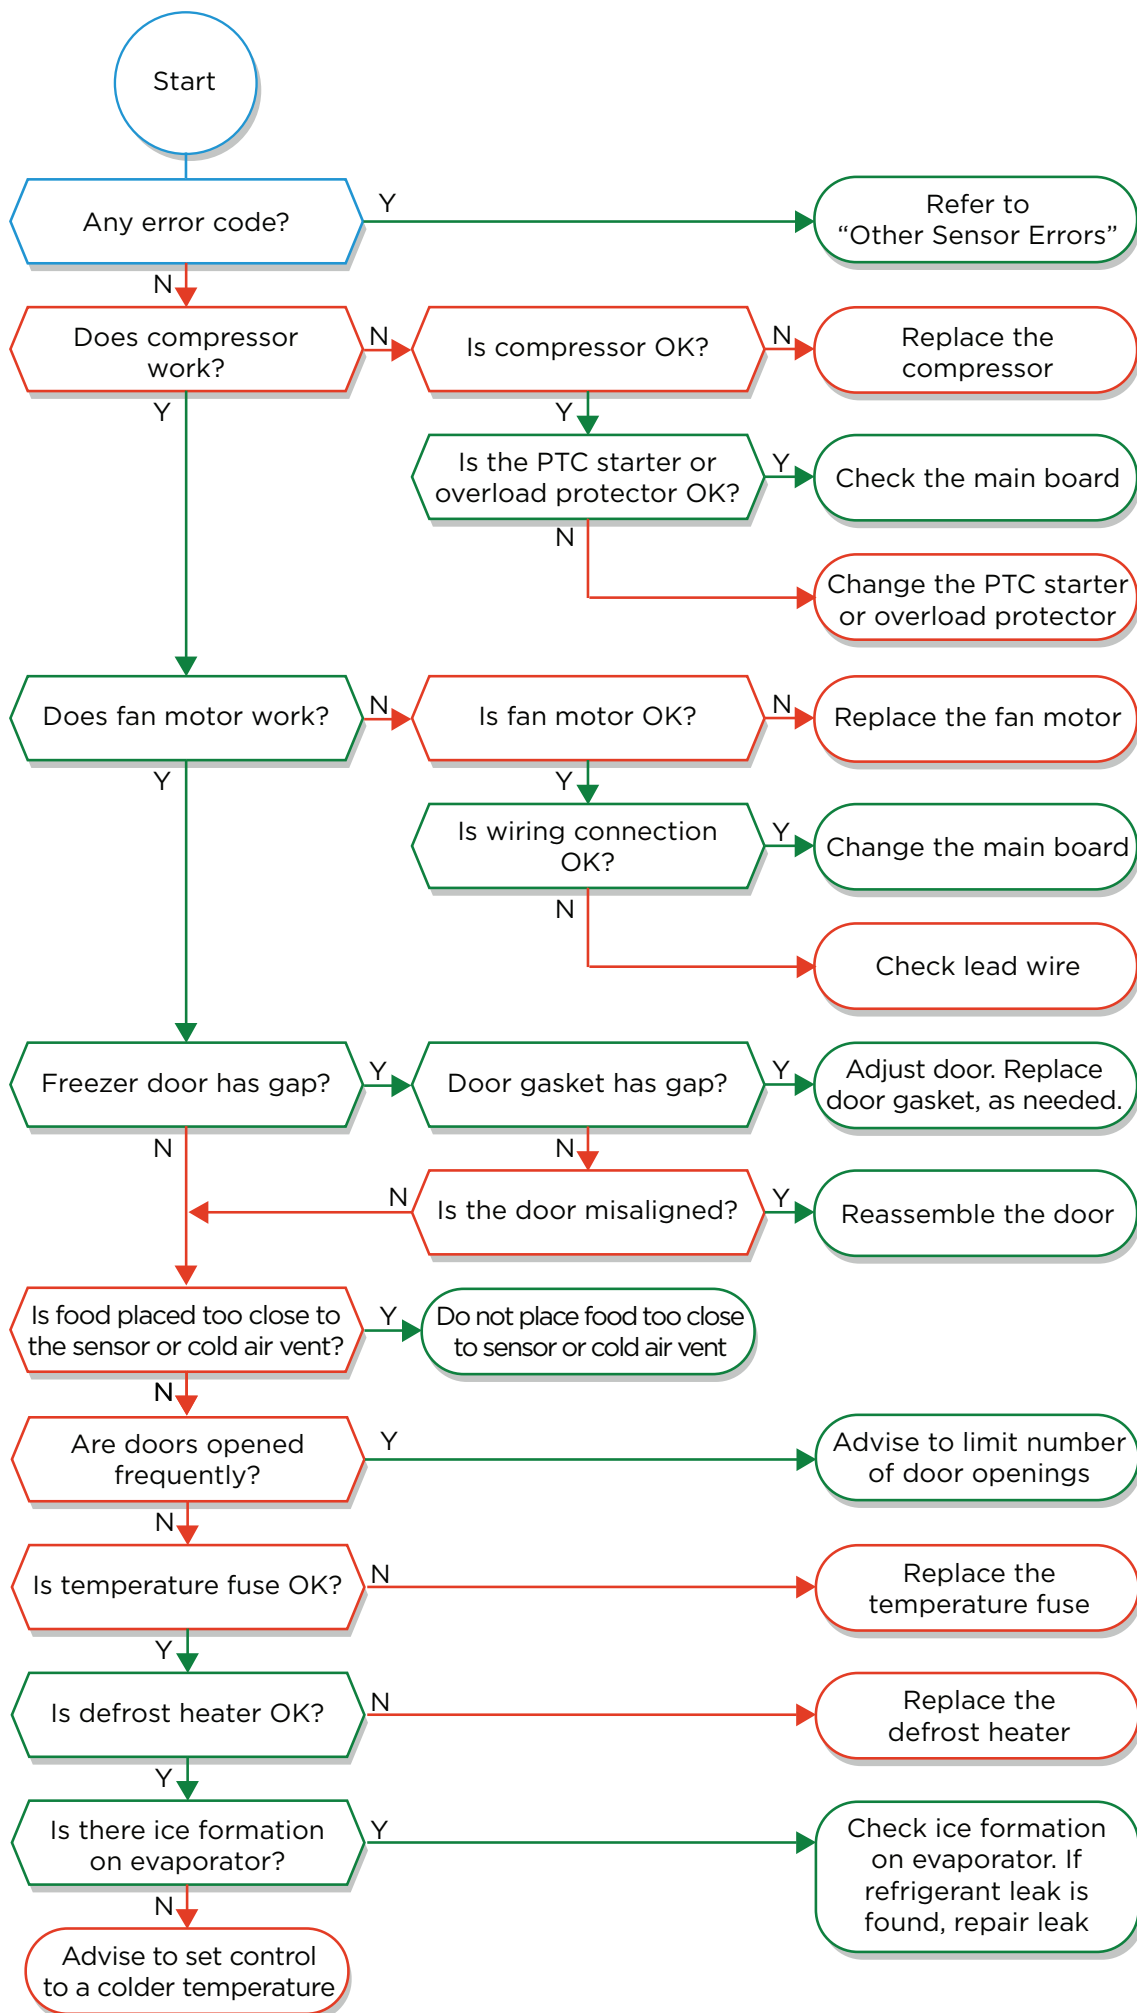 Start
Any error code?
Y
Refer to
“Other Sensor Errors”
N
Does compressor
work?
N
Is compressor OK?
N
Replace the
compressor
Y
Y
Is the PTC starter or
overload protector OK?
Y
Check the main board
N
Change the PTC starter
or overload protector
Does fan motor work?
N
Is fan motor OK?
N
Replace the fan motor
Y
Y
Is wiring connection
OK?
Y
Change the main board
N
Check lead wire
Freezer door has gap?
Y
Door gasket has gap?
Y
Adjust door. Replace
door gasket, as needed.
N
N
N
Is the door misaligned?
Y
Reassemble the door
Is food placed too close to
the sensor or cold air vent?
Y
Do not place food too close
to sensor or cold air vent
N
Are doors opened
frequently?
Y
Advise to limit number
of door openings
N
Is temperature fuse OK?
N
Replace the
temperature fuse
Y
Is defrost heater OK?
N
Replace the
defrost heater
Y
Is there ice formation
on evaporator?
Y
Check ice formation
on evaporator. If
refrigerant leak is
found, repair leak
N
Advise to set control
to a colder temperature